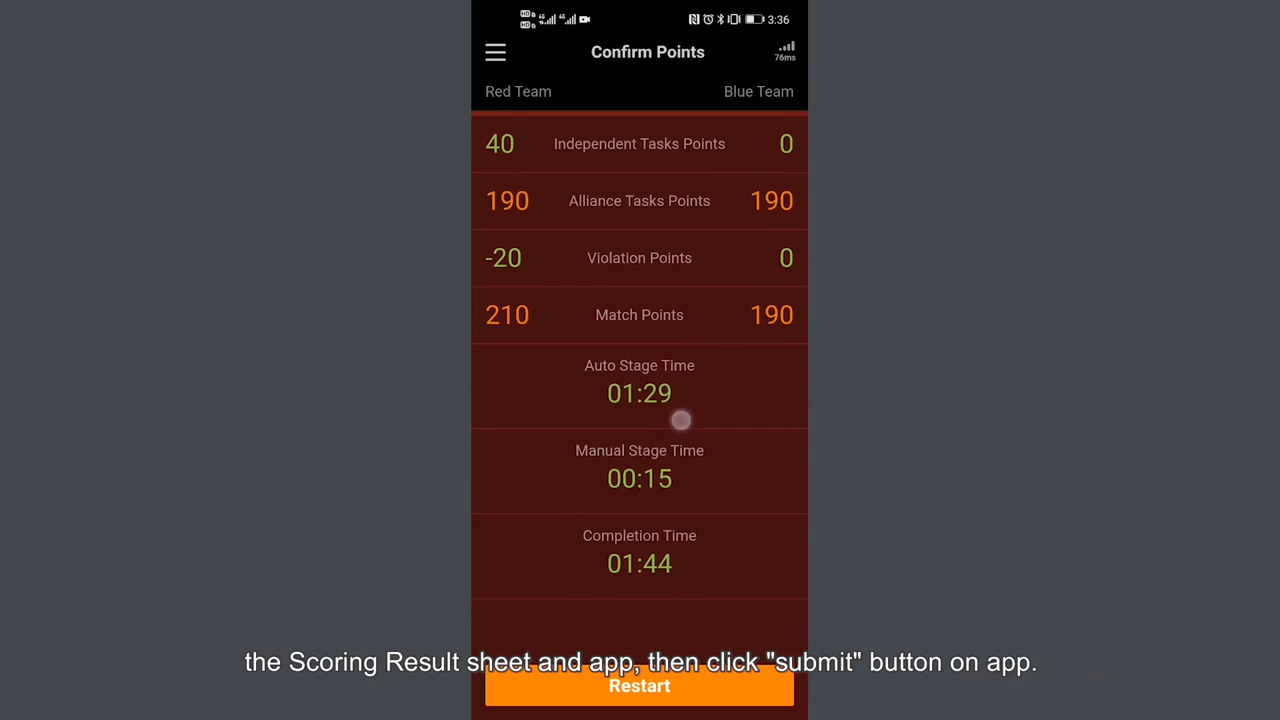 3:36
Confirm Points
76ms
Red Team Blue Team
40 Independent Tasks Points 0
190 Alliance Tasks Points 190
-20 Violation Points 0
210 Match Points 190
Auto Stage Time
01:29
Manual Stage Time
00:15
Completion Time
01:44
the Scoring Result sheet and app, then click "submit" button on app.
Restart